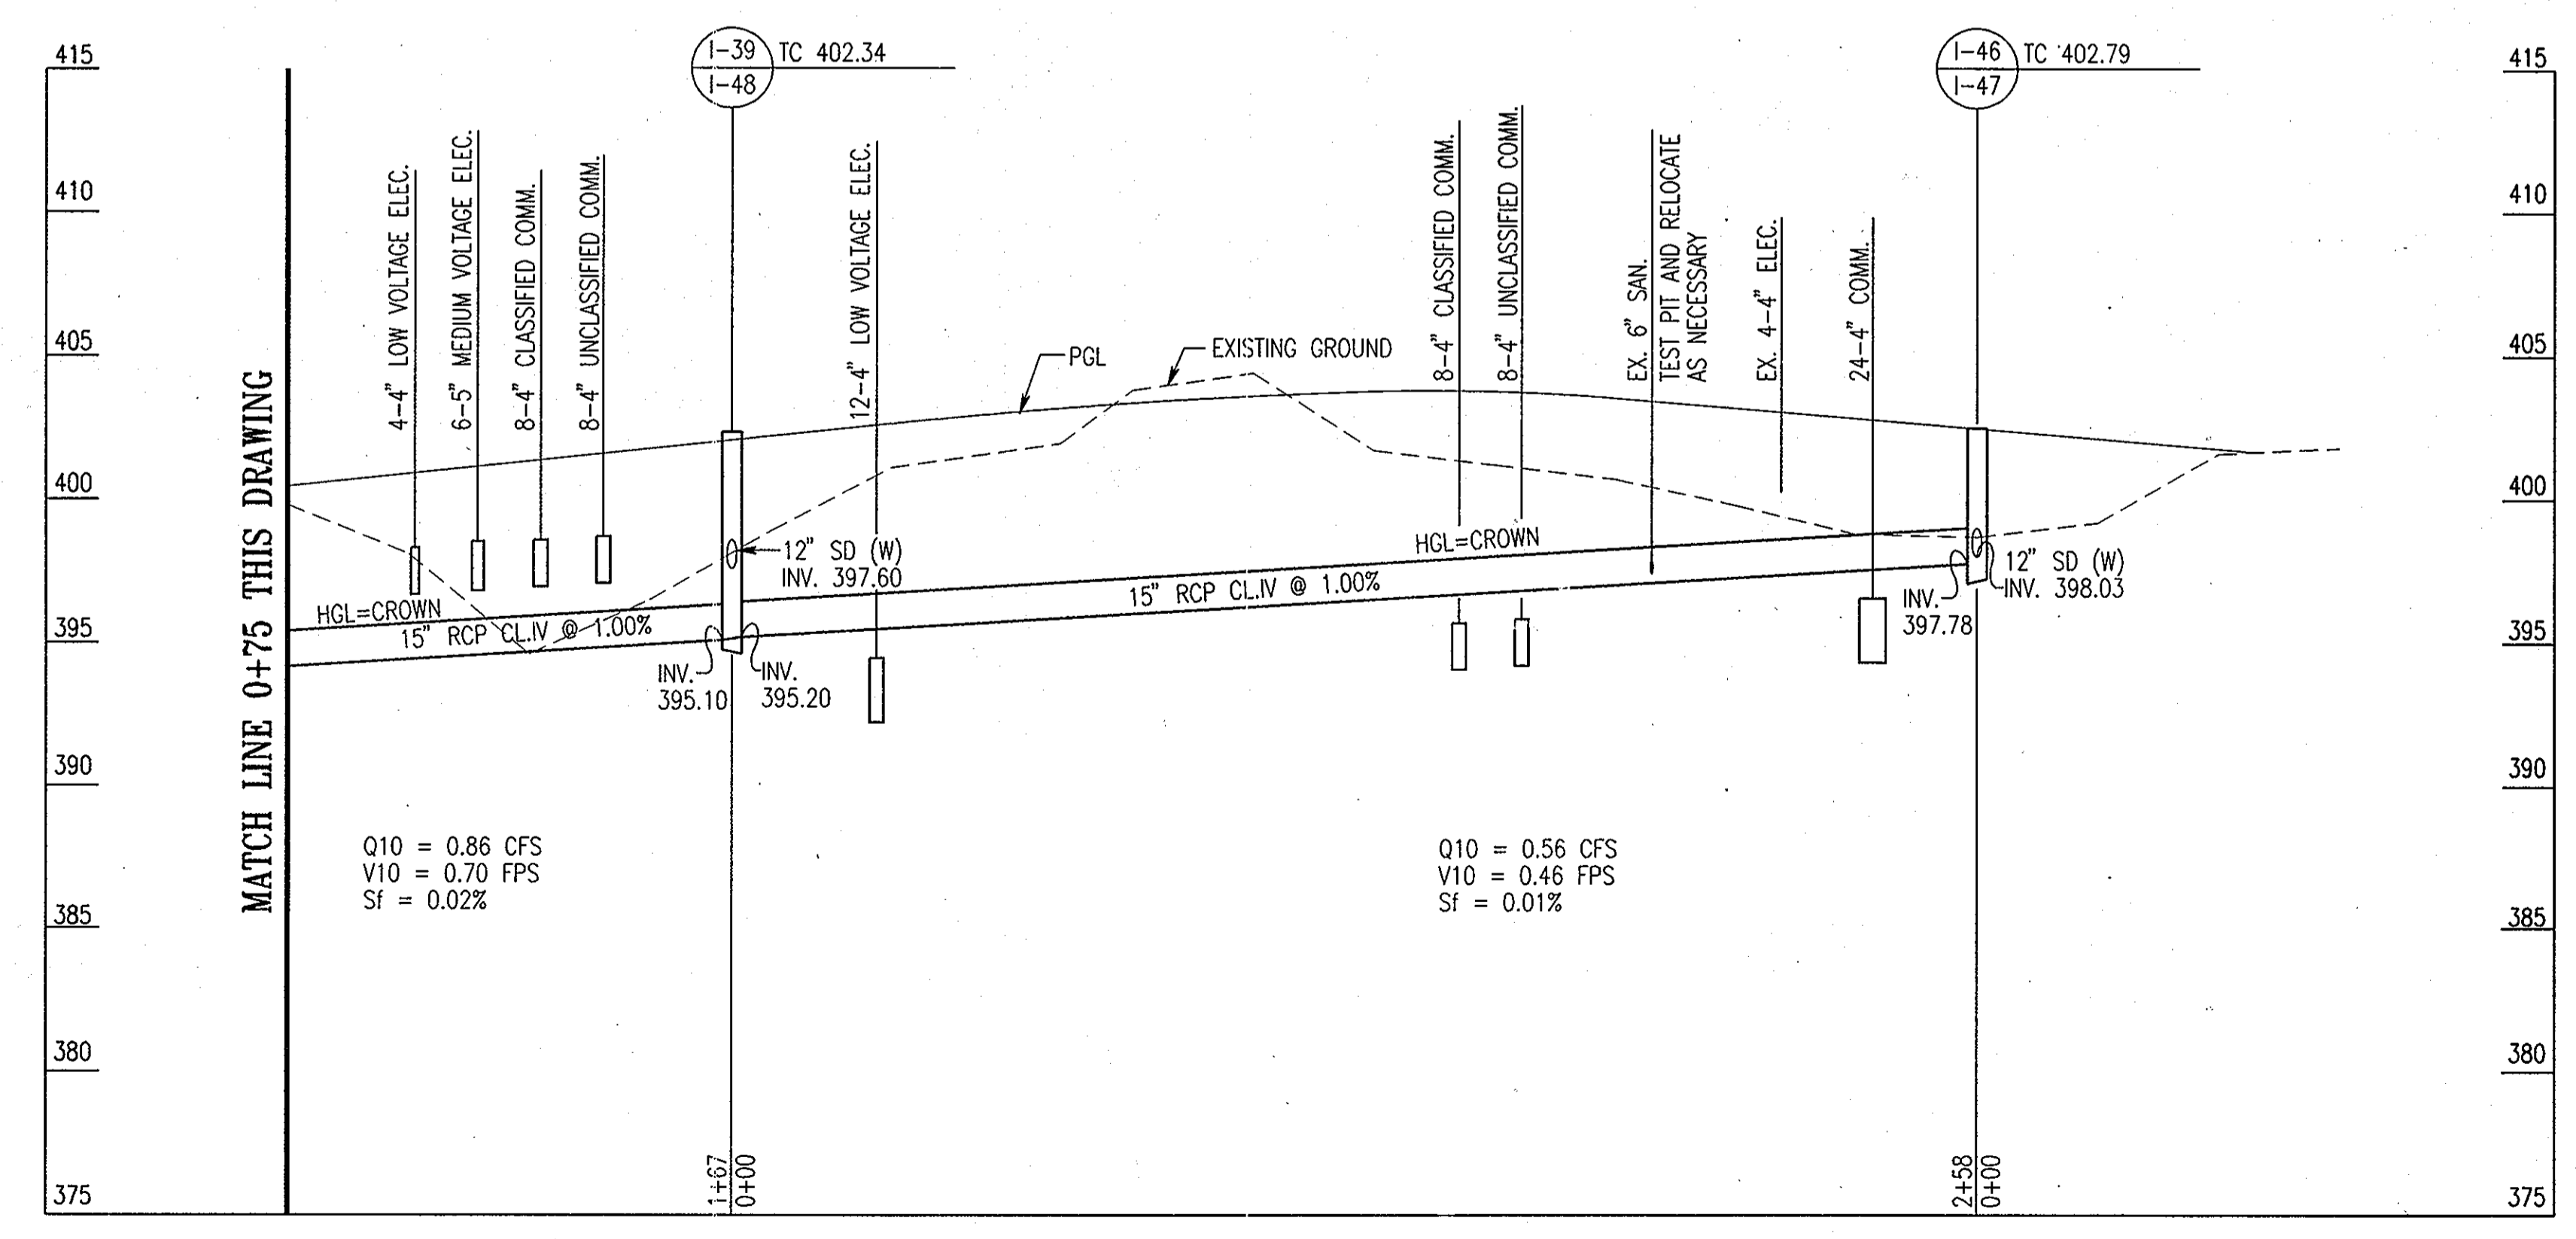 415
410
405
400
395
390
385
380
375
MATCH LINE 0+75 THIS DRAWING
I-39
I-48
TC 402.34
4-4" LOW VOLTAGE ELEC.
6-5" MEDIUM VOLTAGE ELEC.
8-4" CLASSIFIED COMM.
8-4" UNCLASSIFIED COMM.
12-4" LOW VOLTAGE ELEC.
PGL
EXISTING GROUND
8-4" CLASSIFIED COMM.
8-4" UNCLASSIFIED COMM.
EX. 6" SAN.
TEST PIT AND RELOCATE
AS NECESSARY
EX. 4-4" ELEC.
24-4" COMM.
I-46
I-47
TC 402.79
HGL=CROWN
15" RCP CL.IV @ 1.00%
12" SD (W)
INV. 397.60
INV.
395.10
INV.
395.20
HGL=CROWN
15" RCP CL.IV @ 1.00%
INV.
397.78
12" SD (W)
INV. 398.03
Q10 = 0.86 CFS
V10 = 0.70 FPS
Sf = 0.02%
Q10 = 0.56 CFS
V10 = 0.46 FPS
Sf = 0.01%
1+67
0+00
2+58
0+00
415
410
405
400
395
390
385
380
375